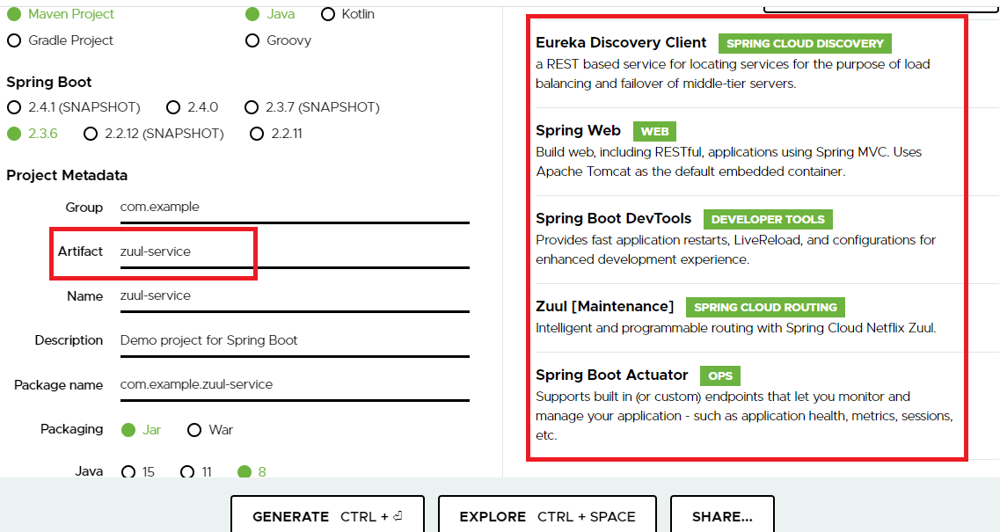 Maven Project Java Kotlin
Gradle Project Groovy
Spring Boot
2.4.1 (SNAPSHOT) 2.4.0 2.3.7 (SNAPSHOT)
2.3.6 2.2.12 (SNAPSHOT) 2.2.11
Project Metadata
Group com.example
Artifact zuul-service
Name zuul-service
Description Demo project for Spring Boot
Package name com.example.zuul-service
Packaging Jar War
Java 15 11 8
Eureka Discovery Client SPRING CLOUD DISCOVERY
a REST based service for locating services for the purpose of load
balancing and failover of middle-tier servers.
Spring Web WEB
Build web, including RESTful, applications using Spring MVC. Uses
Apache Tomcat as the default embedded container.
Spring Boot DevTools DEVELOPER TOOLS
Provides fast application restarts, LiveReload, and configurations for
enhanced development experience.
Zuul [Maintenance] SPRING CLOUD ROUTING
Intelligent and programmable routing with Spring Cloud Netflix Zuul.
Spring Boot Actuator OPS
Supports built in (or custom) endpoints that let you monitor and
manage your application - such as application health, metrics, sessions,
etc.
GENERATE CTRL + ⏎ EXPLORE CTRL + SPACE SHARE...